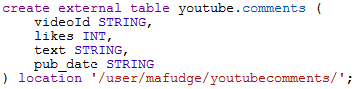 create external table youtube.comments (
    videoId STRING,
    likes INT,
    text STRING,
    pub_date STRING
) location '/user/mafudge/youtubecomments/';